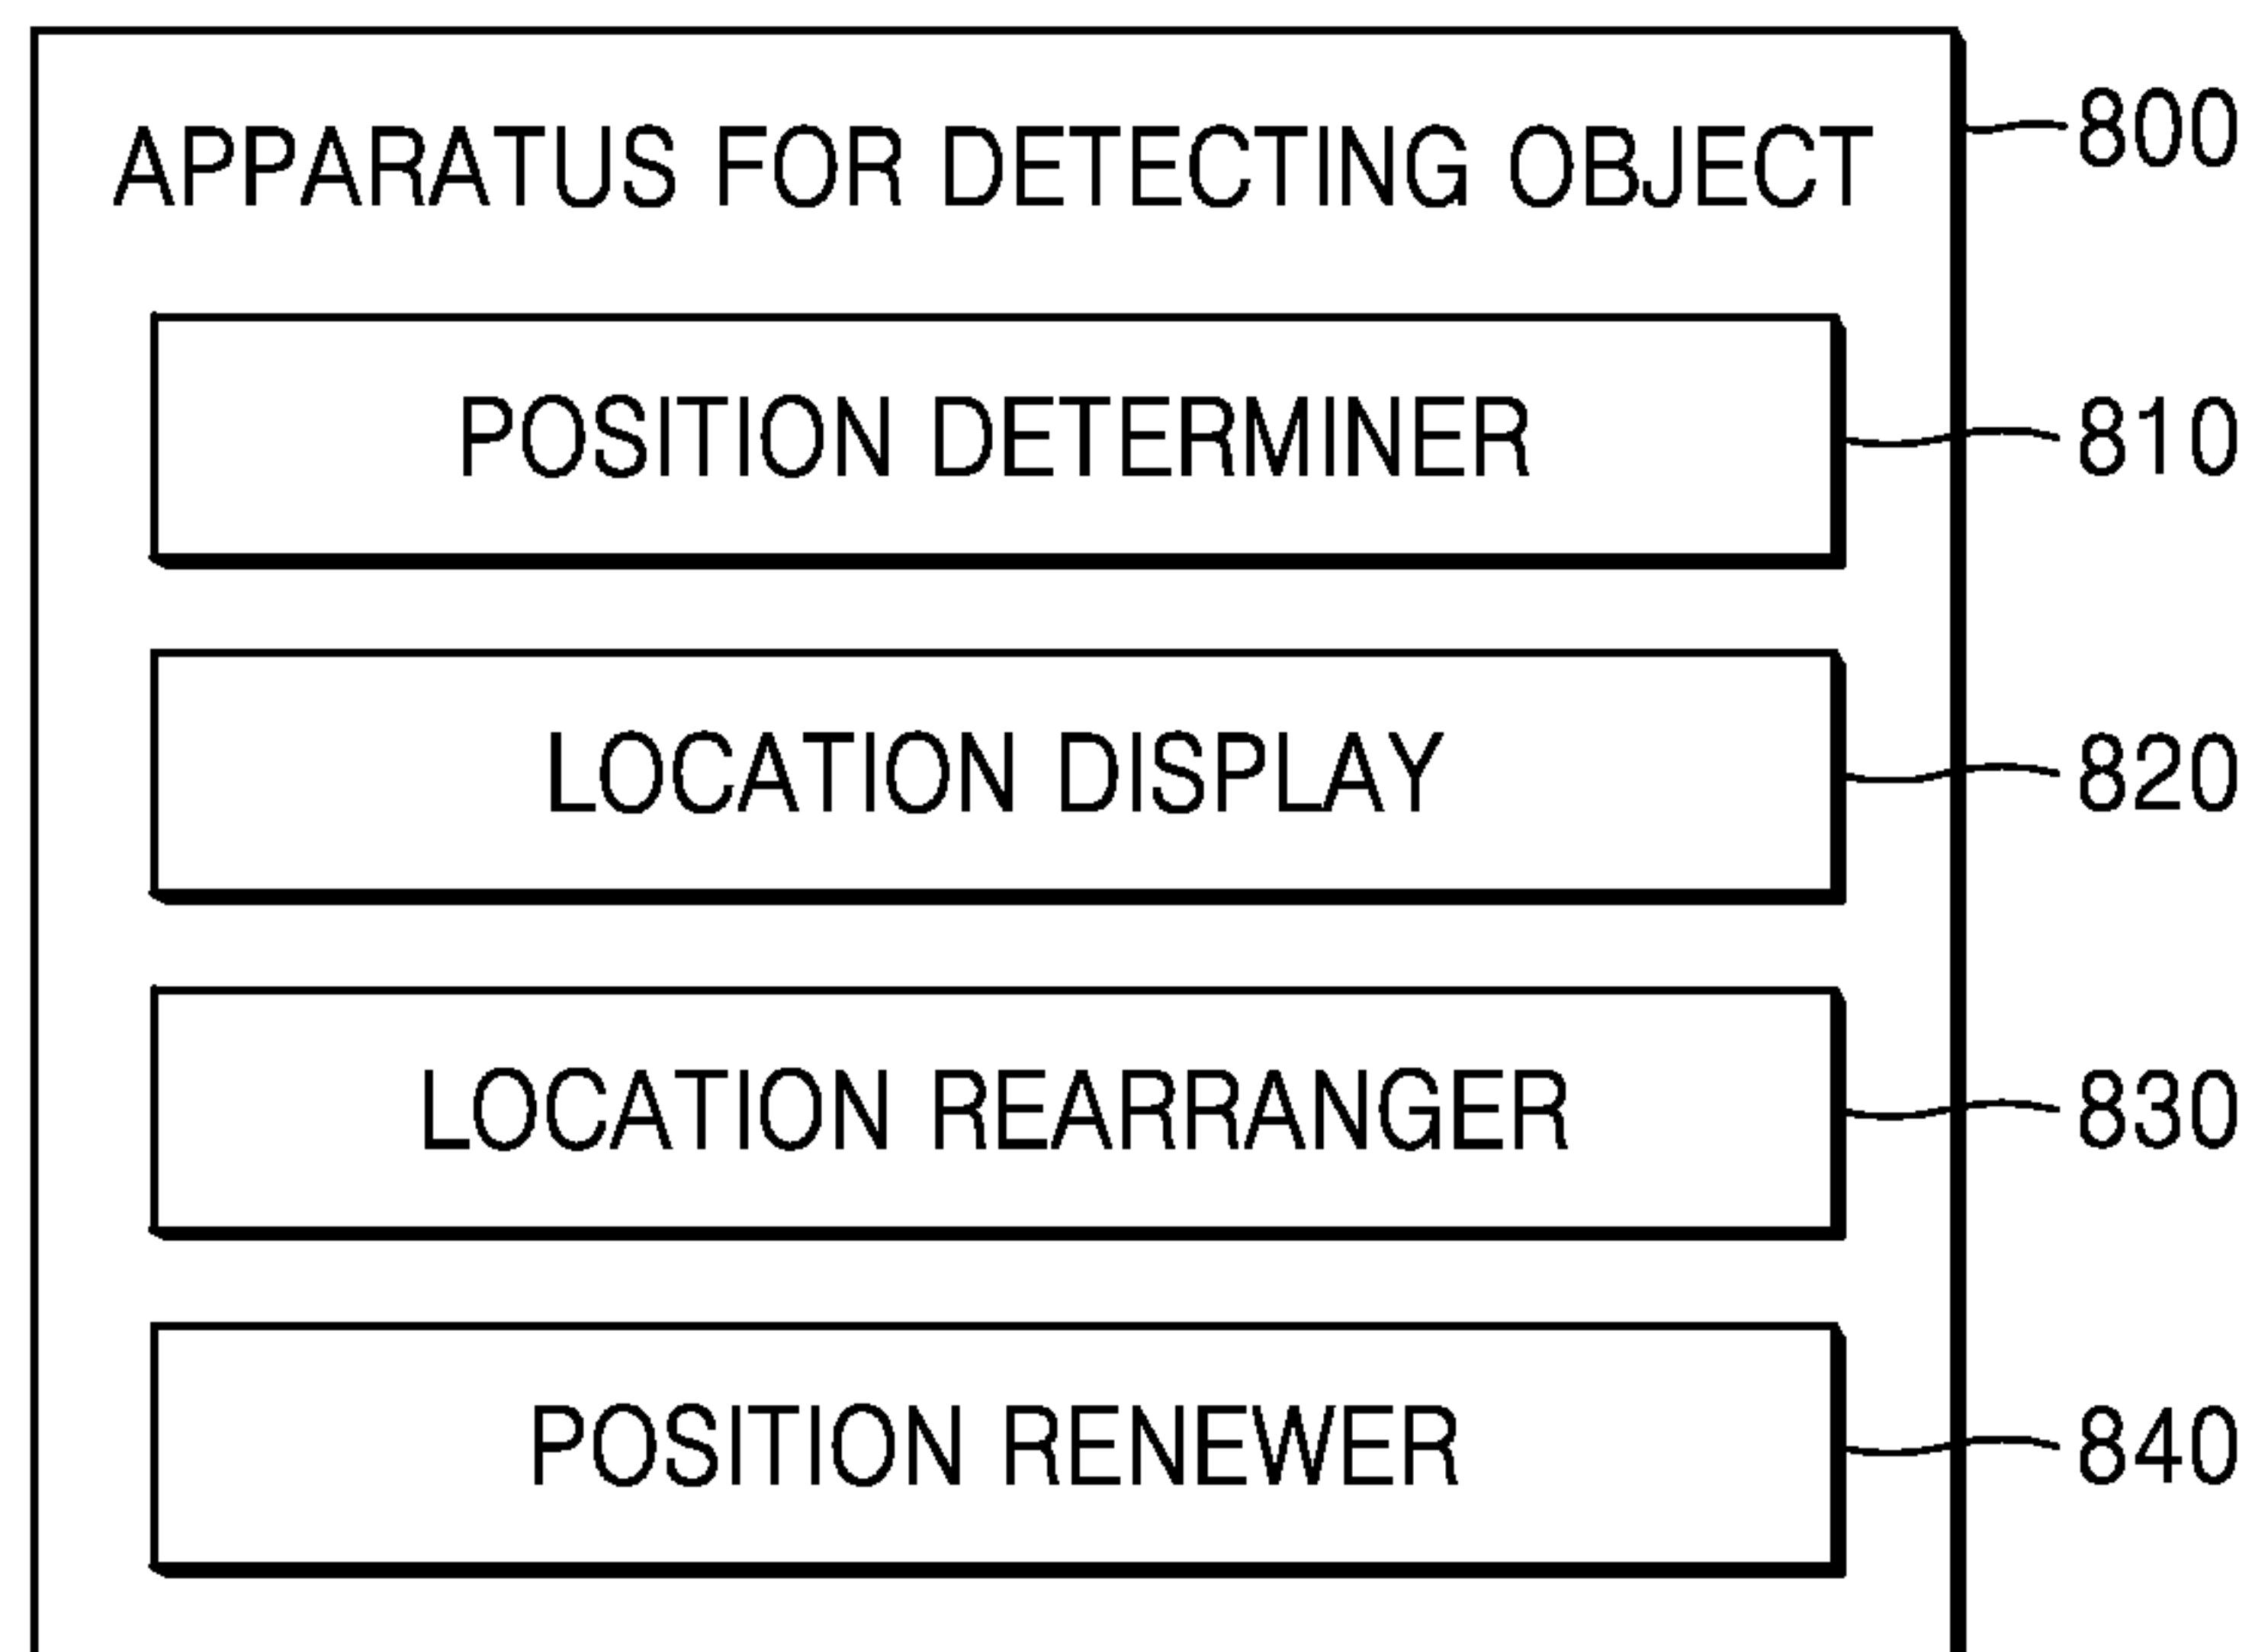 APPARATUS FOR DETECTING OBJECT
800
POSITION DETERMINER
810
LOCATION DISPLAY
820
LOCATION REARRANGER
830
POSITION RENEWER
840